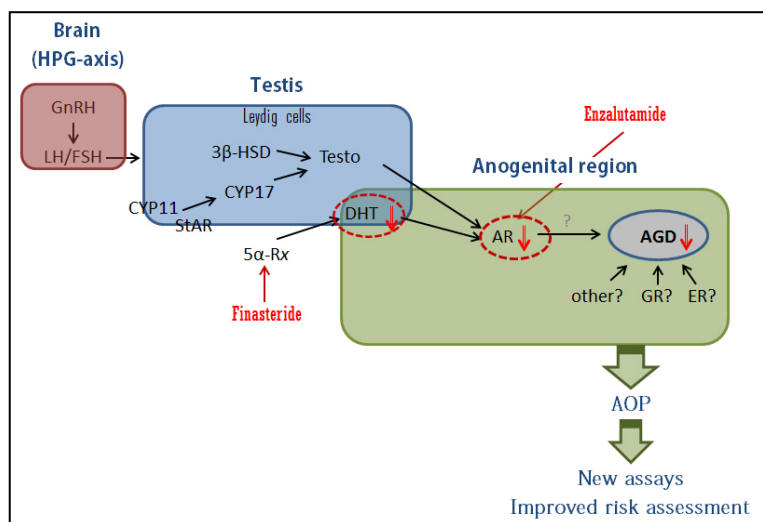 Brain
(HPG-axis)
GnRH
LH/FSH
Testis
Leydig cells
3β-HSD
Testo
CYP17
CYP11
StAR
DHT
5α-Rx
Finasteride
Enzalutamide
Anogenital region
AR
?
AGD
other?
GR?
ER?
AOP
New assays
Improved risk assessment